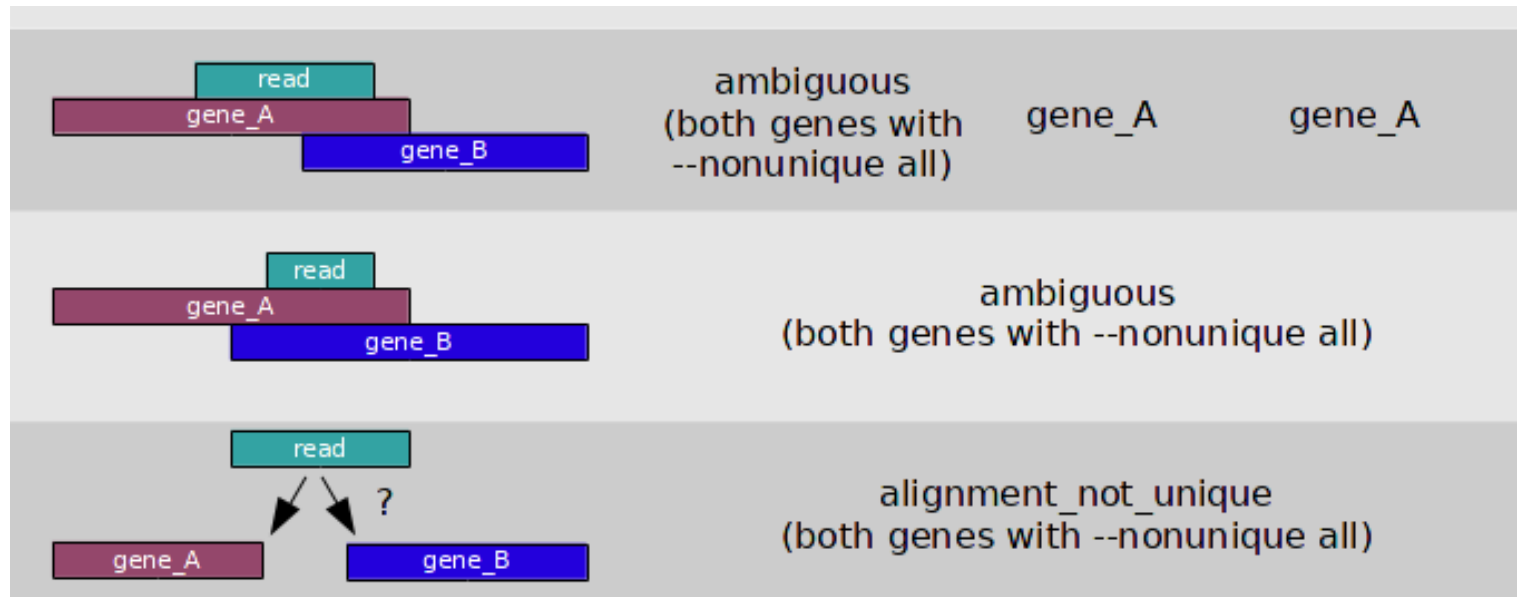 read
gene_A
gene_B
ambiguous
(both genes with
--nonunique all)
gene_A
gene_A
read
gene_A
gene_B
ambiguous
(both genes with --nonunique all)
read
?
gene_A
gene_B
alignment_not_unique
(both genes with --nonunique all)